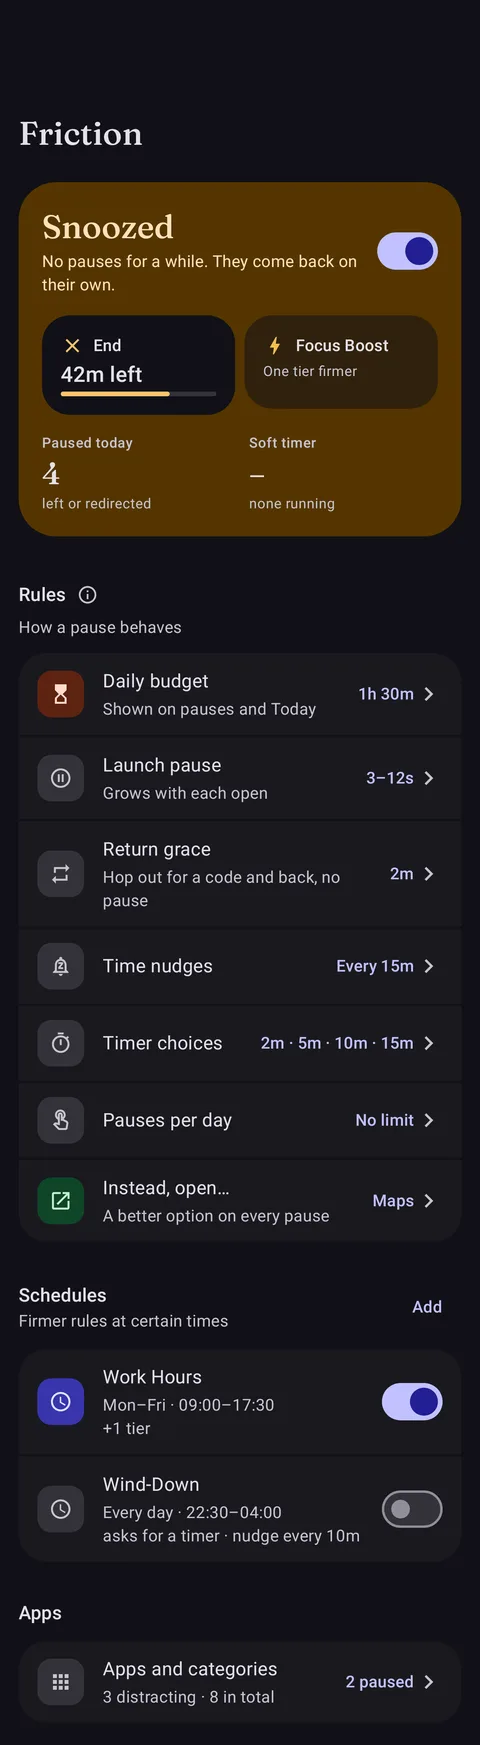 Friction
Snoozed
No pauses for a while. They come back on
their own.
End
42m left
Focus Boost
One tier firmer
Paused today
4
left or redirected
Soft timer
–
none running
Rules
How a pause behaves
Daily budget
Shown on pauses and Today
1h 30m
Launch pause
Grows with each open
3–12s
Return grace
Hop out for a code and back, no
pause
2m
Time nudges
Every 15m
Timer choices
2m · 5m · 10m · 15m
Pauses per day
No limit
Instead, open…
A better option on every pause
Maps
Schedules
Firmer rules at certain times
Add
Work Hours
Mon–Fri · 09:00–17:30
+1 tier
Wind-Down
Every day · 22:30–04:00
asks for a timer · nudge every 10m
Apps
Apps and categories
3 distracting · 8 in total
2 paused